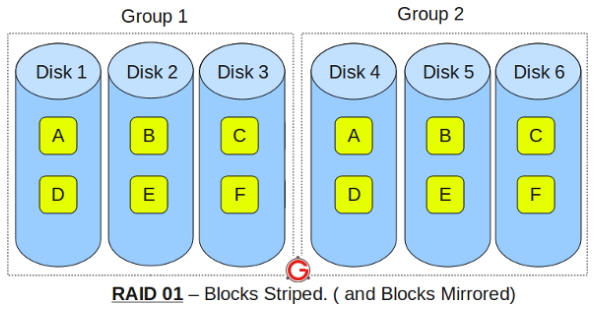 Group 1
Group 2
Disk 1 Disk 2 Disk 3 Disk 4 Disk 5 Disk 6
A B C A B C
D E F D E F
G
RAID 01 – Blocks Striped. ( and Blocks Mirrored)